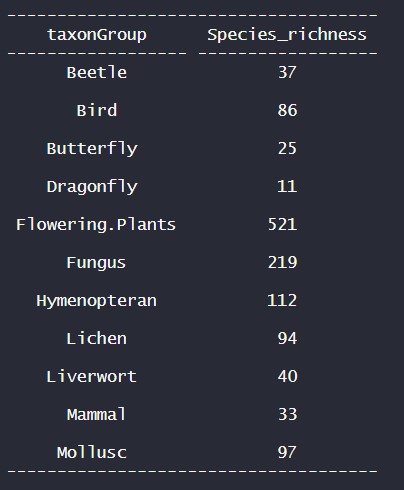 taxonGroup Species_richness
Beetle 37
Bird 86
Butterfly 25
Dragonfly 11
Flowering.Plants 521
Fungus 219
Hymenopteran 112
Lichen 94
Liverwort 40
Mammal 33
Mollusc 97